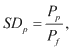 SD_p = P_p / P_f ,